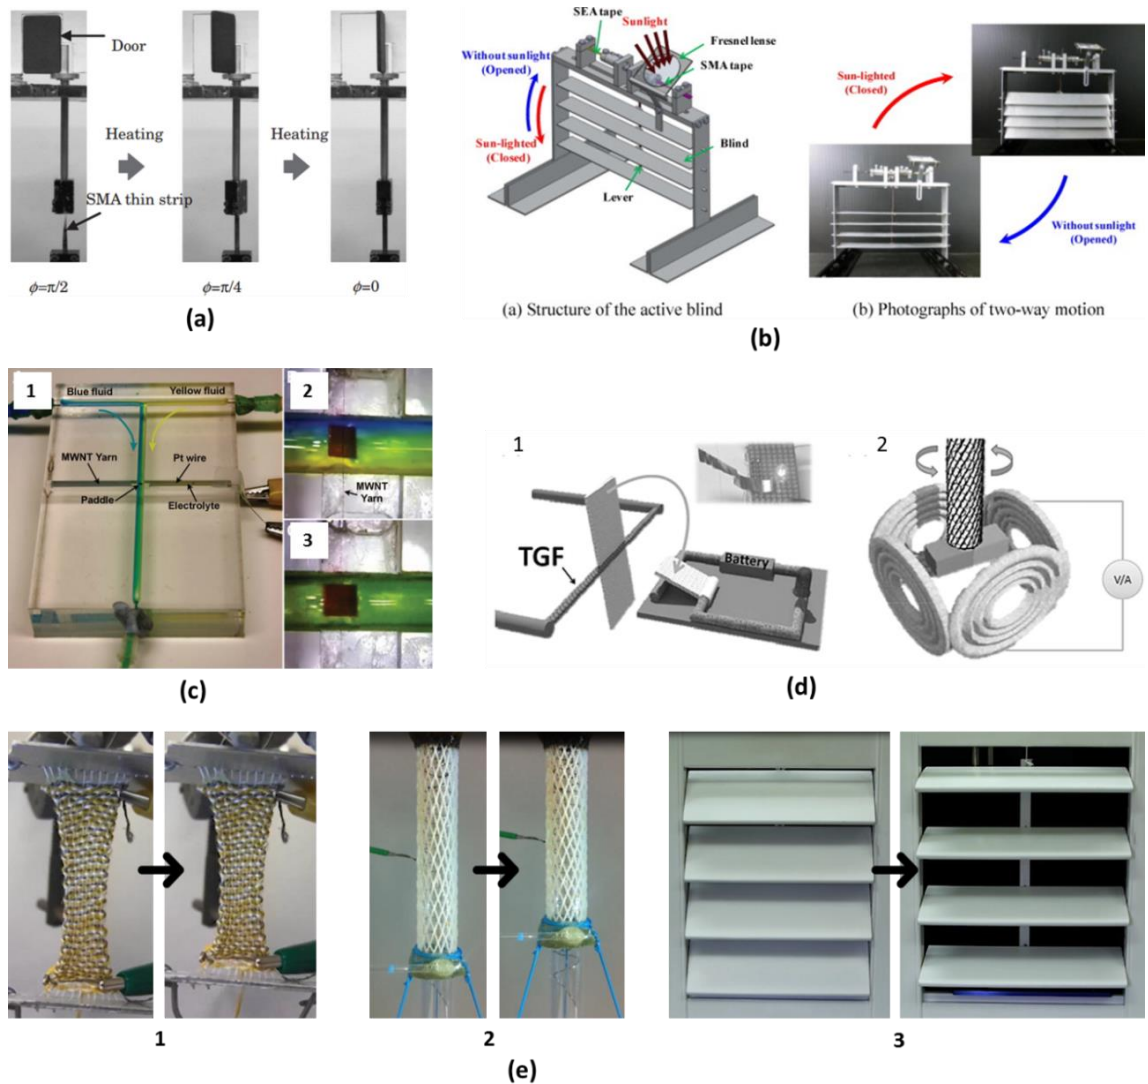 Door
Heating
Heating
SMA thin strip
ϕ=π/2
ϕ=π/4
ϕ=0
(a)
SEA tape
Sunlight
Fresnel lense
SMA tape
Without sunlight
(Opened)
Sun-lighted
(Closed)
Blind
Lever
(a) Structure of the active blind
Sun-lighted
(Closed)
Without sunlight
(Opened)
(b) Photographs of two-way motion
(b)
1
Blue fluid
Yellow fluid
MWNT Yarn
Pt wire
Paddle
Electrolyte
2
MWNT
Yarn
3
(c)
1
TGF
Battery
2
V/A
(d)
1
2
3
(e)